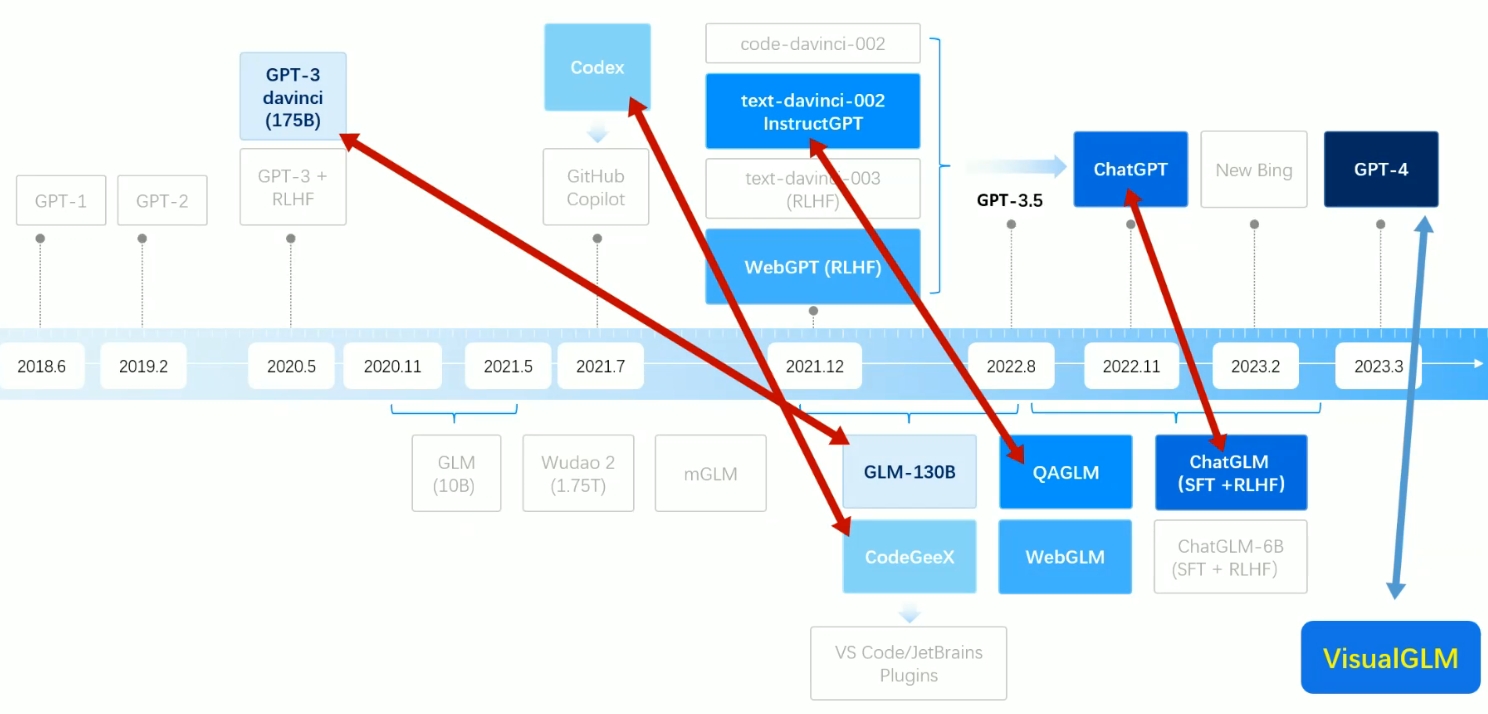 GPT-1
GPT-2
GPT-3
davinci
(175B)
GPT-3 +
RLHF
Codex
GitHub
Copilot
code-davinci-002
text-davinci-002
InstructGPT
text-davinci-003
(RLHF)
WebGPT (RLHF)
GPT-3.5
ChatGPT
New Bing
GPT-4
2018.6
2019.2
2020.5
2020.11
2021.5
2021.7
2021.12
2022.8
2022.11
2023.2
2023.3
GLM
(10B)
Wudao 2
(1.75T)
mGLM
GLM-130B
QAGLM
ChatGLM
(SFT +RLHF)
CodeGeeX
WebGLM
ChatGLM-6B
(SFT + RLHF)
VS Code/JetBrains
Plugins
VisualGLM